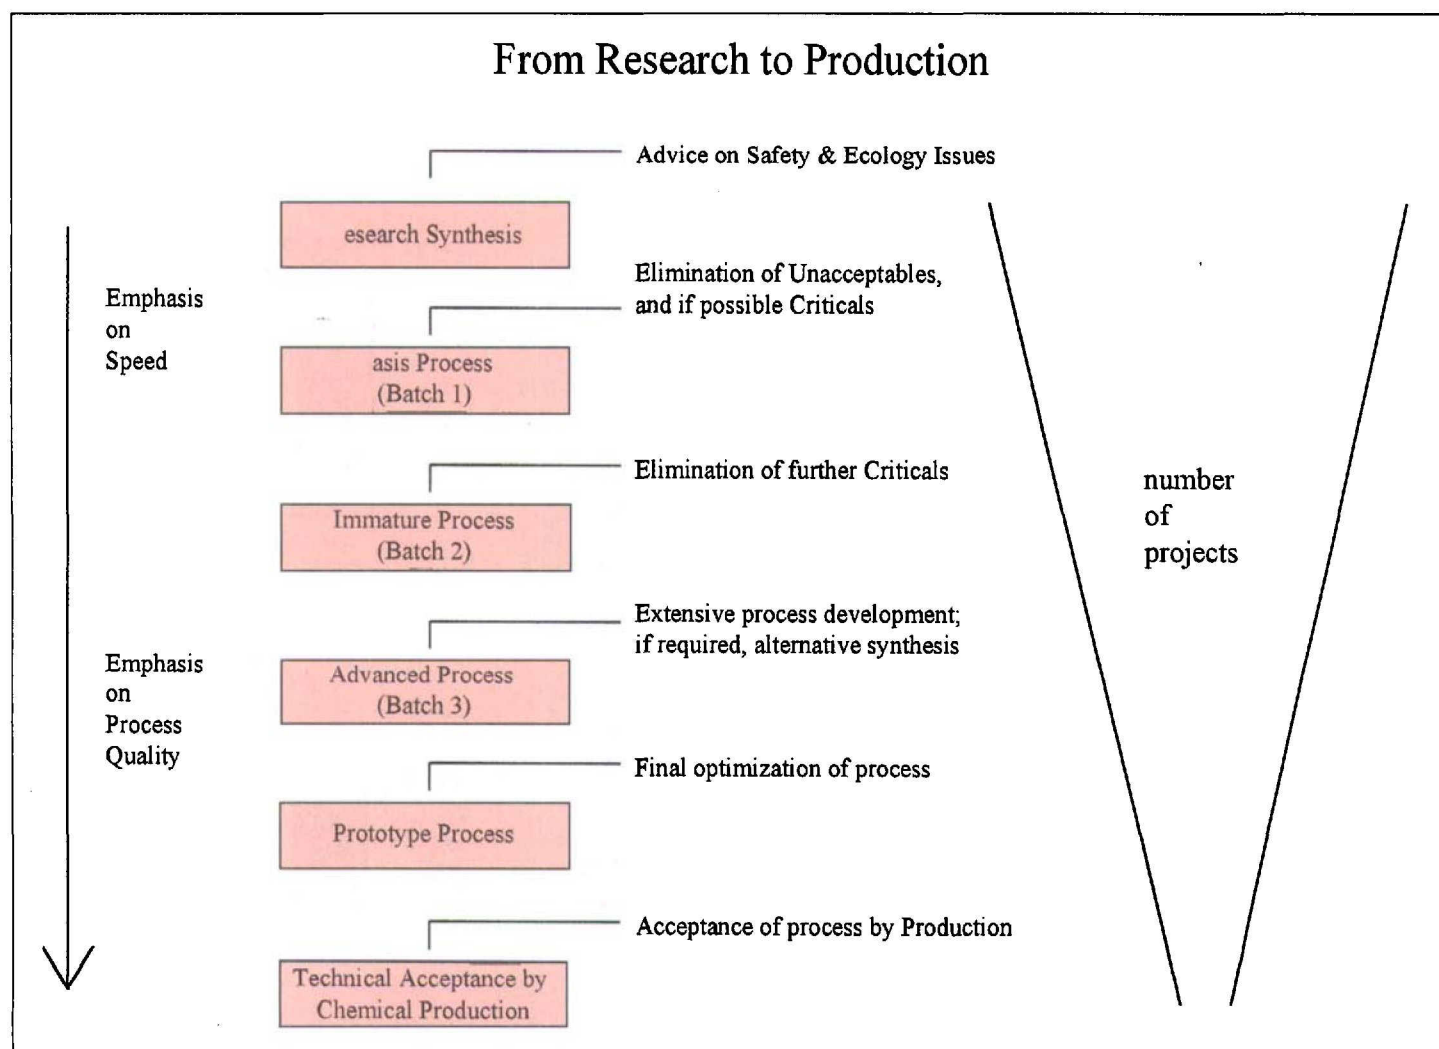 From Research to Production
Advice on Safety & Ecology Issues
esearch Synthesis
Elimination of Unacceptables,
and if possible Criticals
Emphasis
on
Speed
asis Process
(Batch 1)
Elimination of further Criticals
number
of
projects
Immature Process
(Batch 2)
Extensive process development;
if required, alternative synthesis
Emphasis
on
Process
Quality
Advanced Process
(Batch 3)
Final optimization of process
Prototype Process
Acceptance of process by Production
Technical Acceptance by
Chemical Production